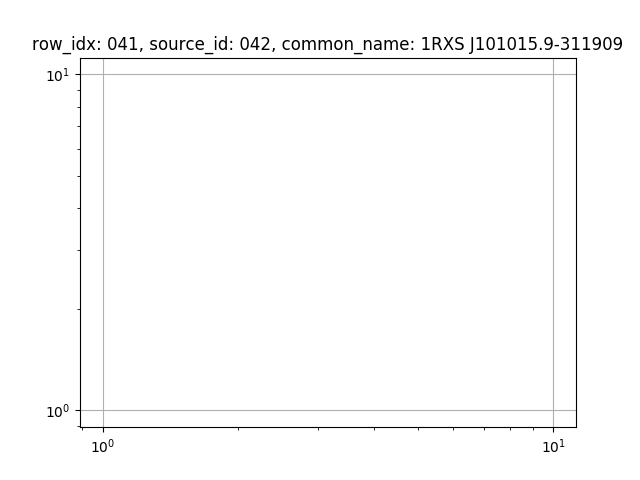 row_idx: 041, source_id: 042, common_name: 1RXS J101015.9-311909
10¹
10⁰
10⁰ 10¹